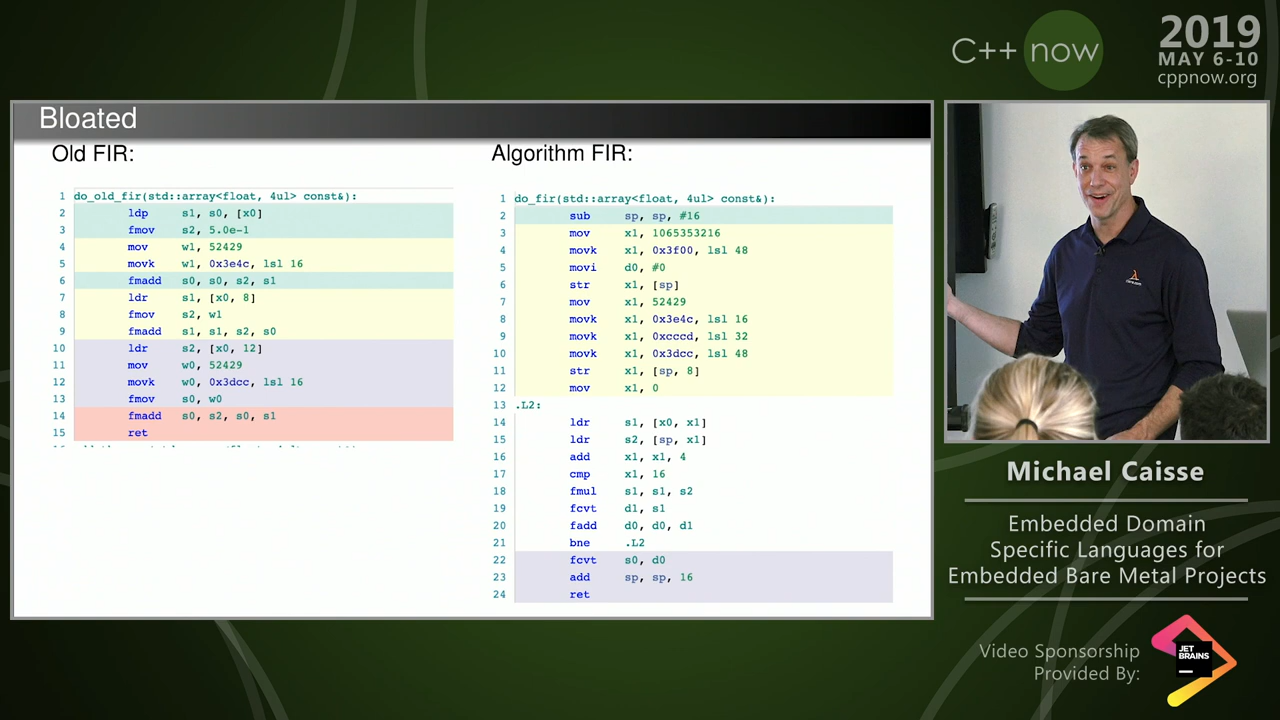 C++ now
2019
MAY 6-10
cppnow.org
Bloated
Old FIR:
1 do_old_fir(std::array<float, 4ul> const&):
2 ldp s1, s0, [x0]
3 fmov s2, 5.0e-1
4 mov w1, 52429
5 movk w1, 0x3e4c, lsl 16
6 fmadd s0, s0, s2, s1
7 ldr s1, [x0, 8]
8 fmov s2, w1
9 fmadd s1, s1, s2, s0
10 ldr s2, [x0, 12]
11 mov w0, 52429
12 movk w0, 0x3dcc, lsl 16
13 fmov s0, w0
14 fmadd s0, s2, s0, s1
15 ret
Algorithm FIR:
1 do_fir(std::array<float, 4ul> const&):
2 sub sp, sp, #16
3 mov x1, 1065353216
4 movk x1, 0x3f00, lsl 48
5 movi d0, #0
6 str x1, [sp]
7 mov x1, 52429
8 movk x1, 0x3e4c, lsl 16
9 movk x1, 0xcccd, lsl 32
10 movk x1, 0x3dcc, lsl 48
11 str x1, [sp, 8]
12 mov x1, 0
13 .L2:
14 ldr s1, [x0, x1]
15 ldr s2, [sp, x1]
16 add x1, x1, 4
17 cmp x1, 16
18 fmul s1, s1, s2
19 fcvt d1, s1
20 fadd d0, d0, d1
21 bne .L2
22 fcvt s0, d0
23 add sp, sp, 16
24 ret
Michael Caisse
Embedded Domain
Specific Languages for
Embedded Bare Metal Projects
Video Sponsorship
Provided By:
JET
BRAINS